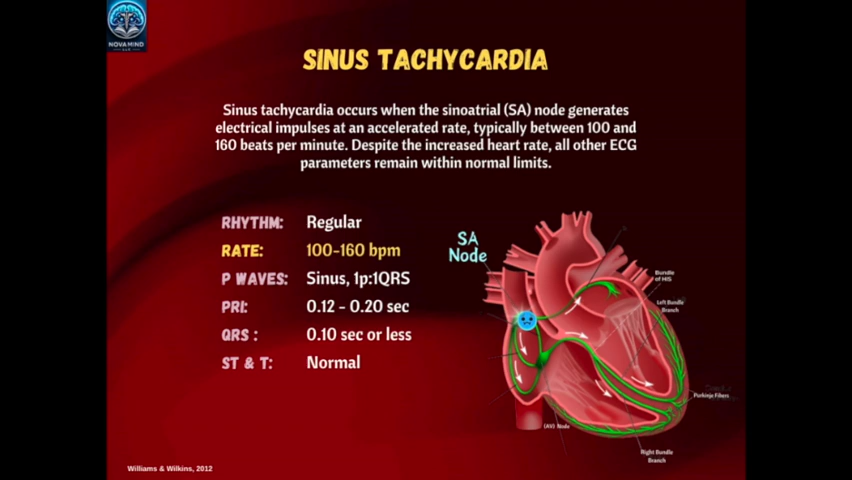 NOVA MIND
SINUS TACHYCARDIA
Sinus tachycardia occurs when the sinoatrial (SA) node generates
electrical impulses at an accelerated rate, typically between 100 and
160 beats per minute. Despite the increased heart rate, all other ECG
parameters remain within normal limits.
RHYTHM: Regular
RATE: 100-160 bpm
P WAVES: Sinus, 1p:1QRS
PRI: 0.12 - 0.20 sec
QRS : 0.10 sec or less
ST & T: Normal
SA
Node
Bundle
of HIS
Left Bundle
Branch
Purkinje Fibers
(AV) Node
Right Bundle
Branch
Williams & Wilkins, 2012